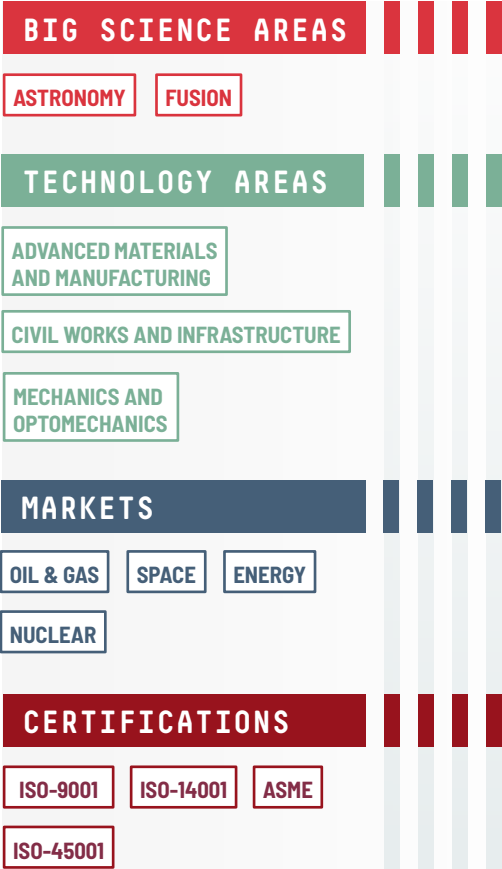 BIG SCIENCE AREAS
ASTRONOMY FUSION
TECHNOLOGY AREAS
ADVANCED MATERIALS
AND MANUFACTURING
CIVIL WORKS AND INFRASTRUCTURE
MECHANICS AND
OPTOMECHANICS
MARKETS
OIL & GAS SPACE ENERGY
NUCLEAR
CERTIFICATIONS
ISO-9001 ISO-14001 ASME
ISO-45001